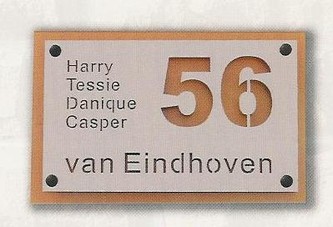 Harry
Tessie
Danique
Casper
56
van Eindhoven